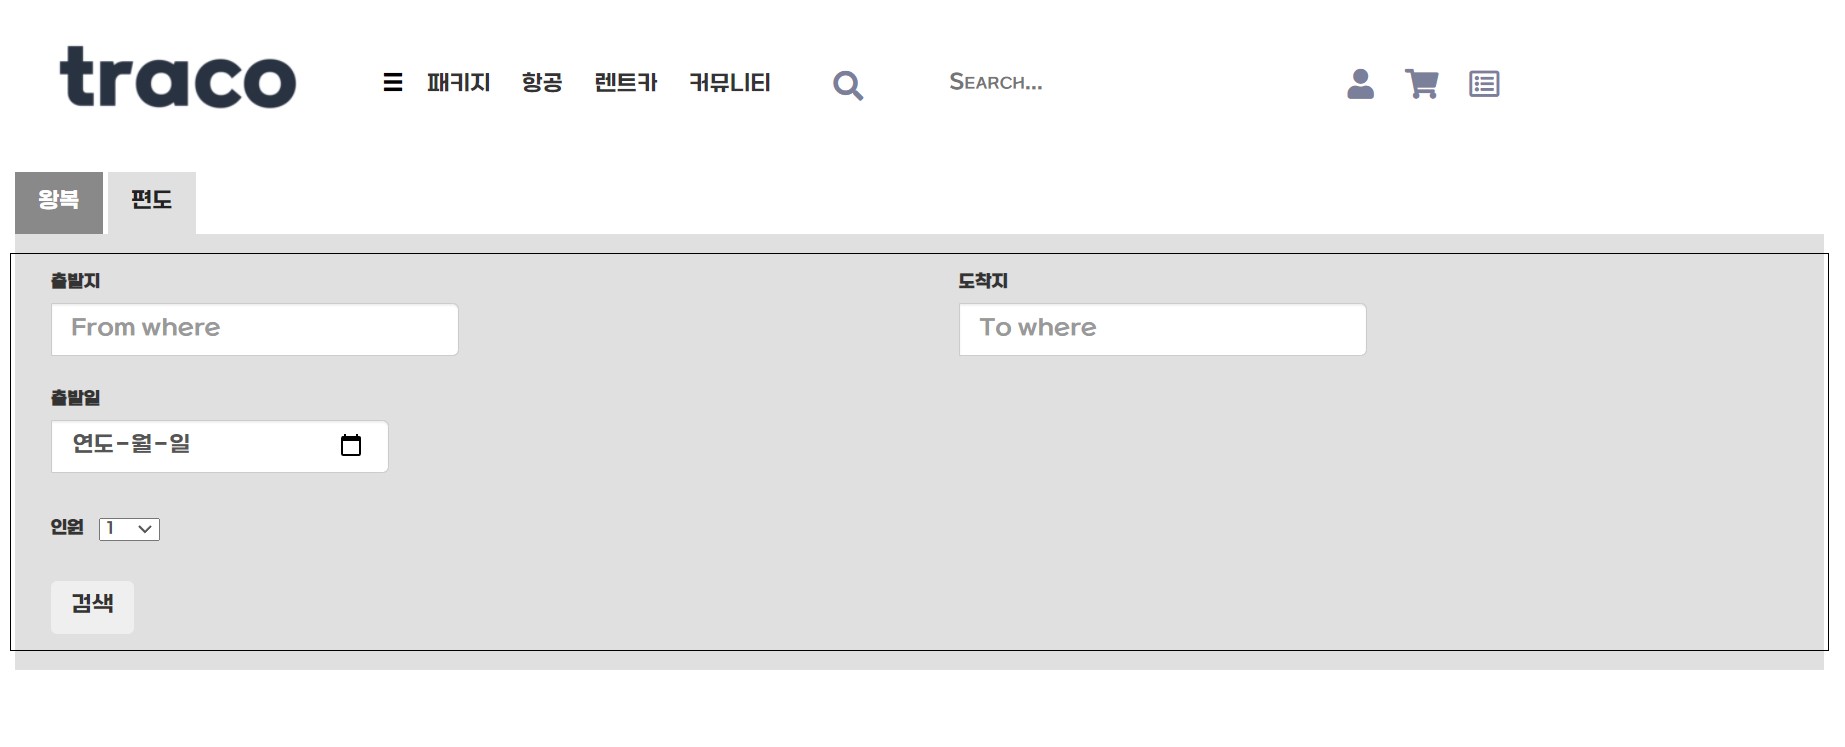 traco
☰ 패키지 항공 렌트카 커뮤니티 Search...
왕복 편도
출발지 도착지
From where To where
출발일
연도-월-일
인원 1
검색